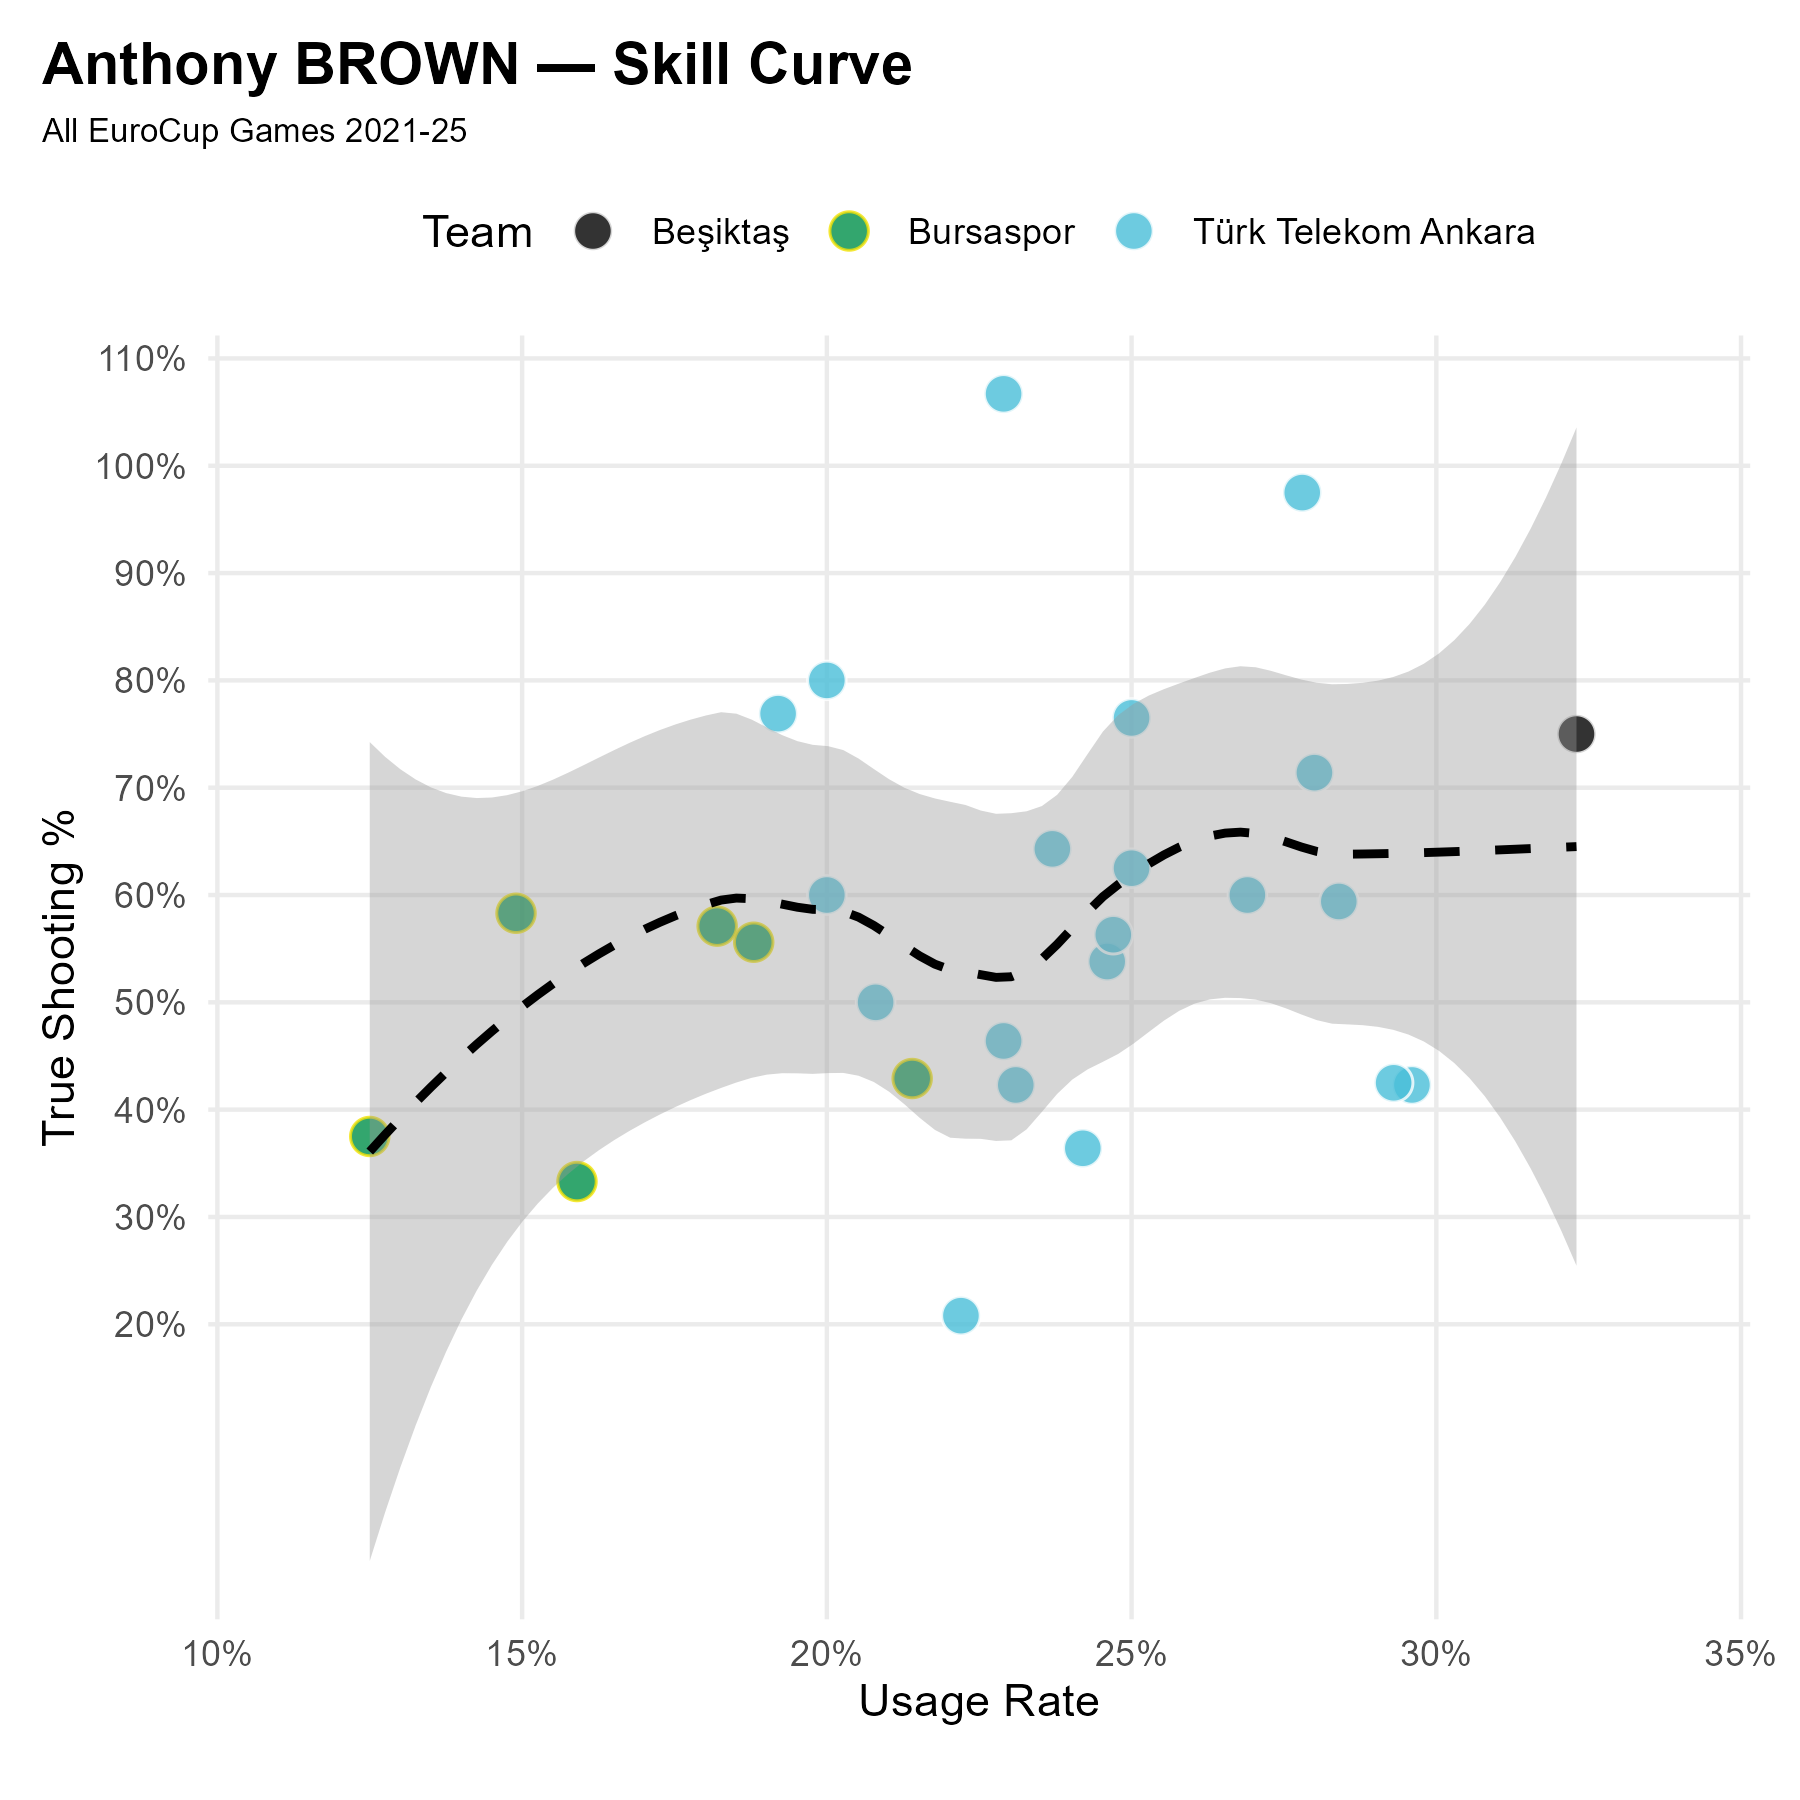 Anthony BROWN — Skill Curve
All EuroCup Games 2021-25
Team Beşiktaş Bursaspor Türk Telekom Ankara
110%
100%
90%
80%
70%
60%
50%
40%
30%
20%
True Shooting %
10% 15% 20% 25% 30% 35%
Usage Rate